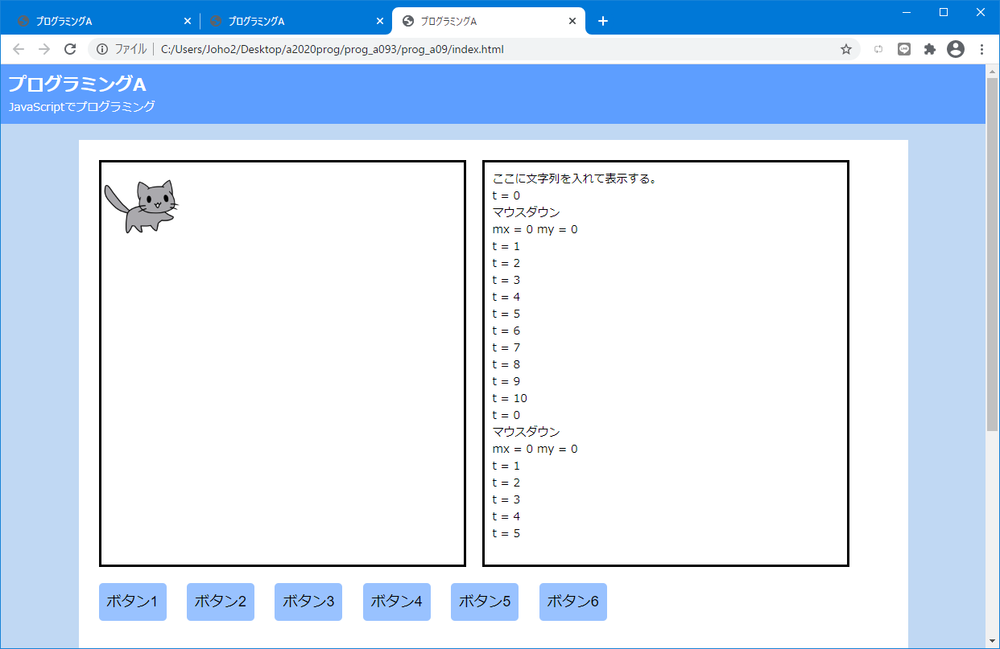 プログラミングA
プログラミングA
プログラミングA
ファイル
C:/Users/Joho2/Desktop/a2020prog/prog_a093/prog_a09/index.html
プログラミングA
JavaScriptでプログラミング
ここに文字列を入れて表示する。
t = 0
マウスダウン
mx = 0 my = 0
t = 1
t = 2
t = 3
t = 4
t = 5
t = 6
t = 7
t = 8
t = 9
t = 10
t = 0
マウスダウン
mx = 0 my = 0
t = 1
t = 2
t = 3
t = 4
t = 5
ボタン1 ボタン2 ボタン3 ボタン4 ボタン5 ボタン6